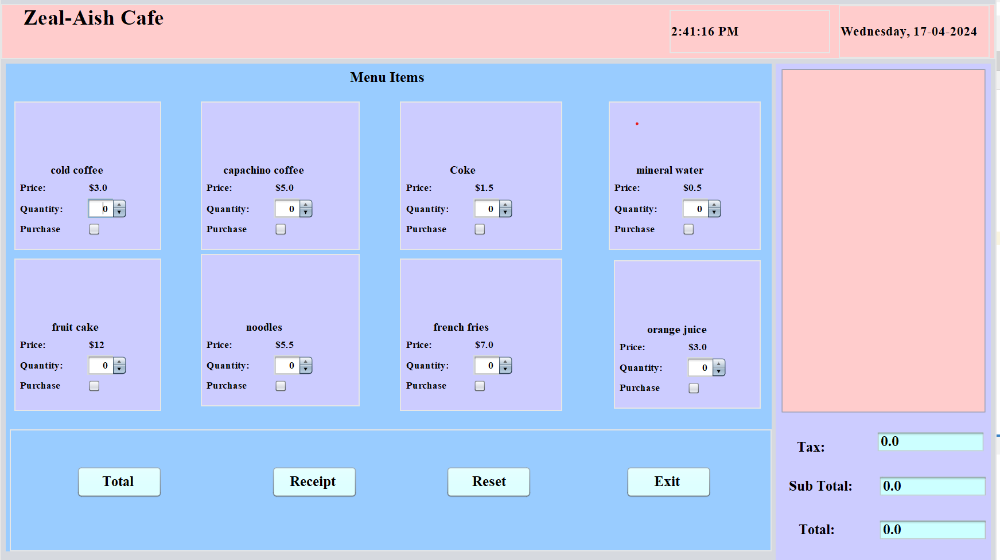 Zeal-Aish Cafe
2:41:16 PM
Wednesday, 17-04-2024
Menu Items
cold coffee
Price: $3.0
Quantity: 0
Purchase
capachino coffee
Price: $5.0
Quantity: 0
Purchase
Coke
Price: $1.5
Quantity: 0
Purchase
mineral water
Price: $0.5
Quantity: 0
Purchase
fruit cake
Price: $12
Quantity: 0
Purchase
noodles
Price: $5.5
Quantity: 0
Purchase
french fries
Price: $7.0
Quantity: 0
Purchase
orange juice
Price: $3.0
Quantity: 0
Purchase
Total
Receipt
Reset
Exit
Tax: 0.0
Sub Total: 0.0
Total: 0.0